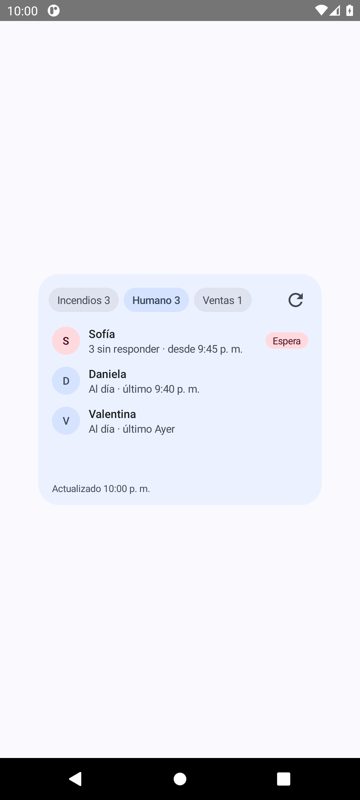 10:00
Incendios 3
Humano 3
Ventas 1
S
Sofía
3 sin responder · desde 9:45 p. m.
Espera
D
Daniela
Al día · último 9:40 p. m.
V
Valentina
Al día · último Ayer
Actualizado 10:00 p. m.